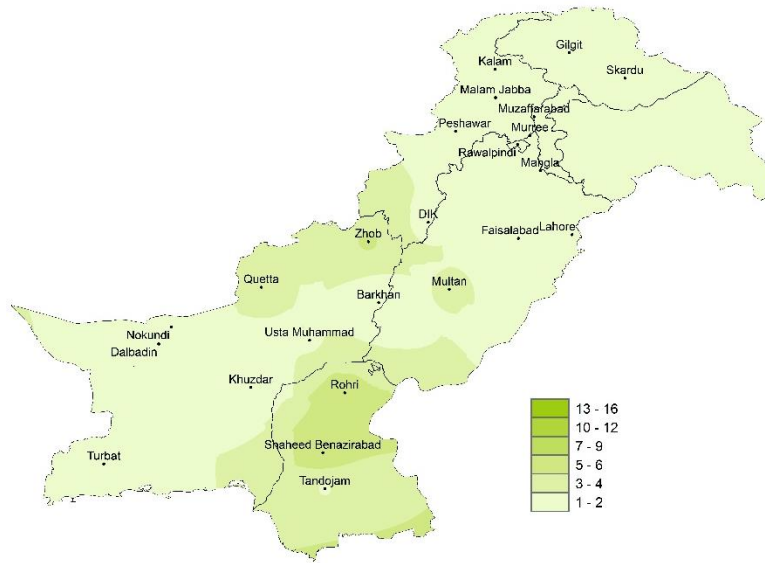 Gilgit
Kalam
Skardu
Malam Jabba
Muzaffarabad
Peshawar
Murree
Rawalpindi
Mangla
DIK
Zhob
Faisalabad
Lahore
Quetta
Multan
Barkhan
Nokundi
Usta Muhammad
Dalbadin
Khuzdar
Rohri
13 - 16
10 - 12
7 - 9
5 - 6
3 - 4
1 - 2
Shaheed Benazirabad
Turbat
Tandojam